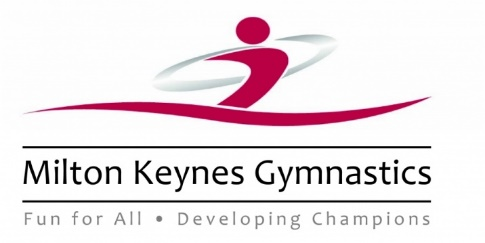 Milton Keynes Gymnastics
Fun for All • Developing Champions